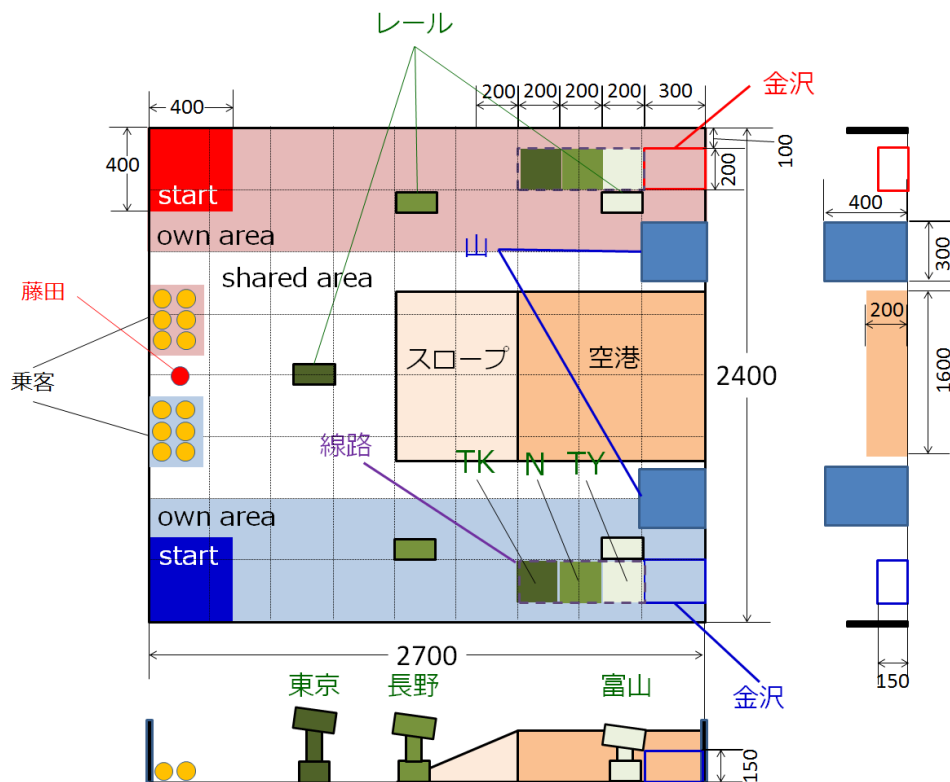 レール
200
200
200
200
300
金沢
400
100
400
200
start
own area
400
山
300
shared area
藤田
200
乗客
スロープ
空港
2400
1600
線路
TK
N
TY
own area
start
2700
150
東京
長野
富山
金沢
150